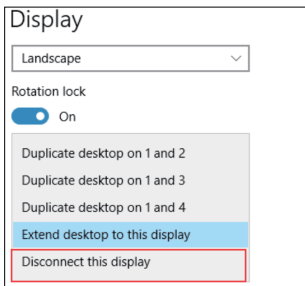 Display
Landscape
Rotation lock
On
Duplicate desktop on 1 and 2
Duplicate desktop on 1 and 3
Duplicate desktop on 1 and 4
Extend desktop to this display
Disconnect this display